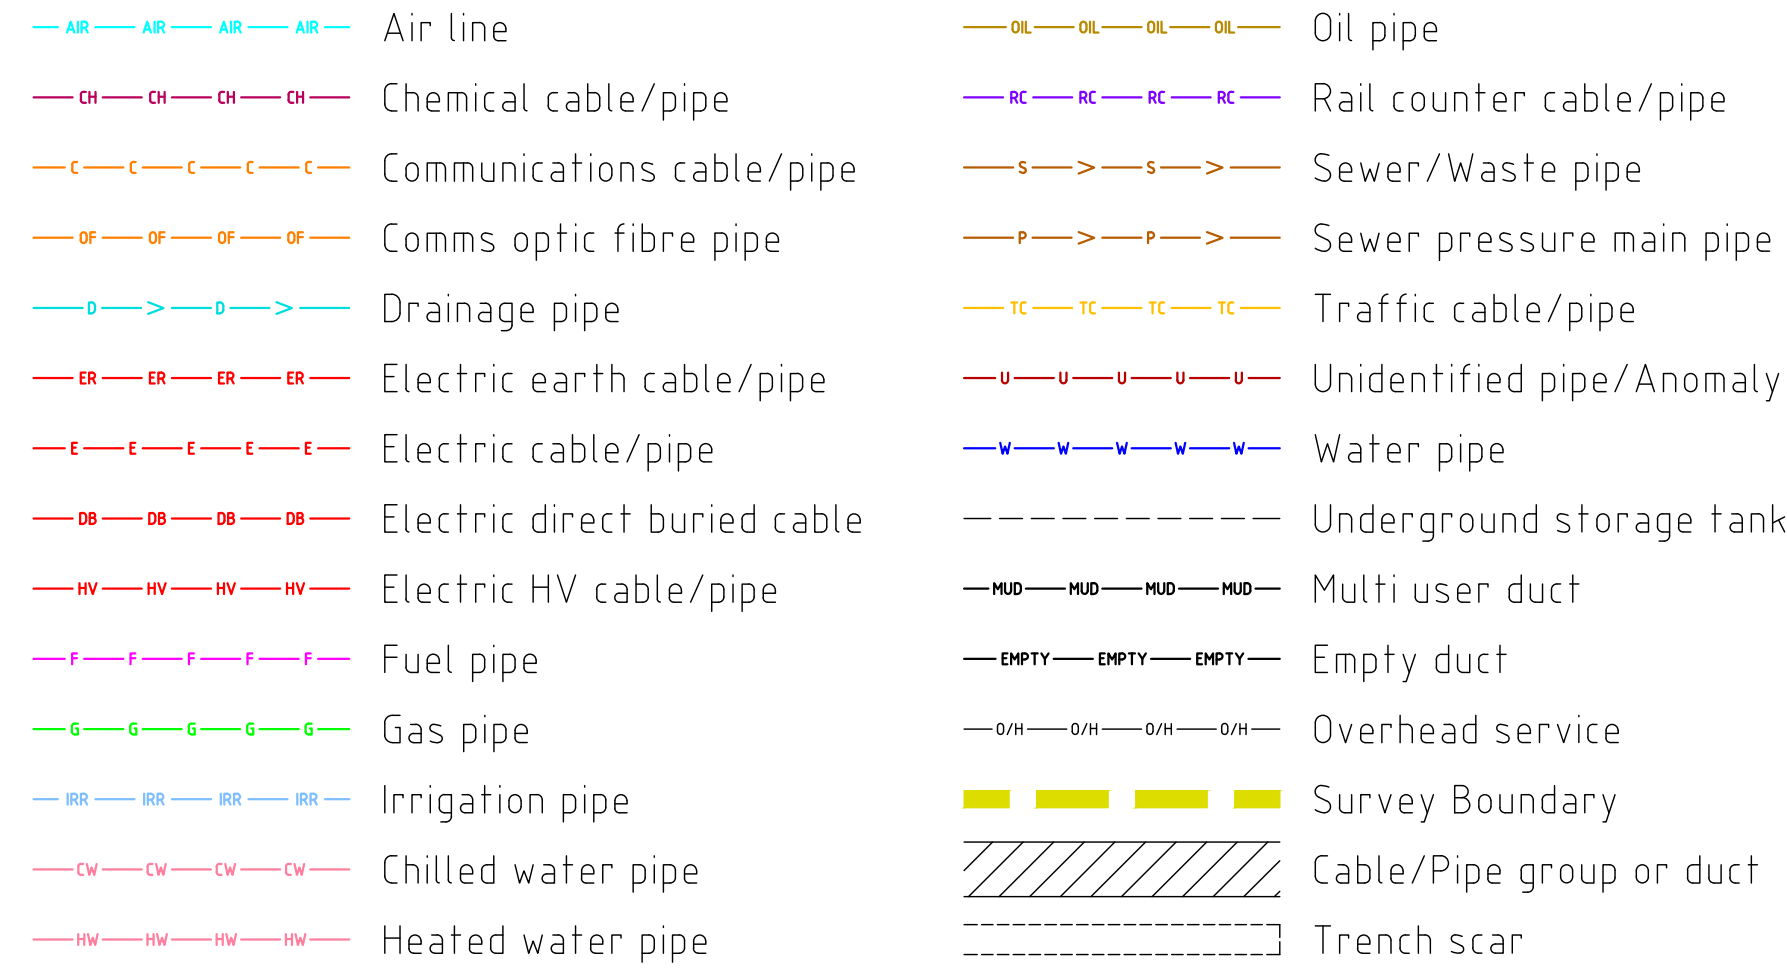 AIR AIR AIR AIR Air line
CH CH CH CH Chemical cable/pipe
C C C C C Communications cable/pipe
OF OF OF OF Comms optic fibre pipe
D > D > Drainage pipe
ER ER ER ER Electric earth cable/pipe
E E E E E Electric cable/pipe
DB DB DB DB Electric direct buried cable
HV HV HV HV Electric HV cable/pipe
F F F F F Fuel pipe
G G G G G Gas pipe
IRR IRR IRR IRR Irrigation pipe
CW CW CW CW Chilled water pipe
HW HW HW HW Heated water pipe
OIL OIL OIL OIL Oil pipe
RC RC RC RC Rail counter cable/pipe
S > S > Sewer/Waste pipe
P > P > Sewer pressure main pipe
TC TC TC TC Traffic cable/pipe
U U U U U Unidentified pipe/Anomaly
W W W W W Water pipe
Underground storage tank
MUD MUD MUD MUD Multi user duct
EMPTY EMPTY EMPTY Empty duct
O/H O/H O/H O/H Overhead service
Survey Boundary
Cable/Pipe group or duct
Trench scar